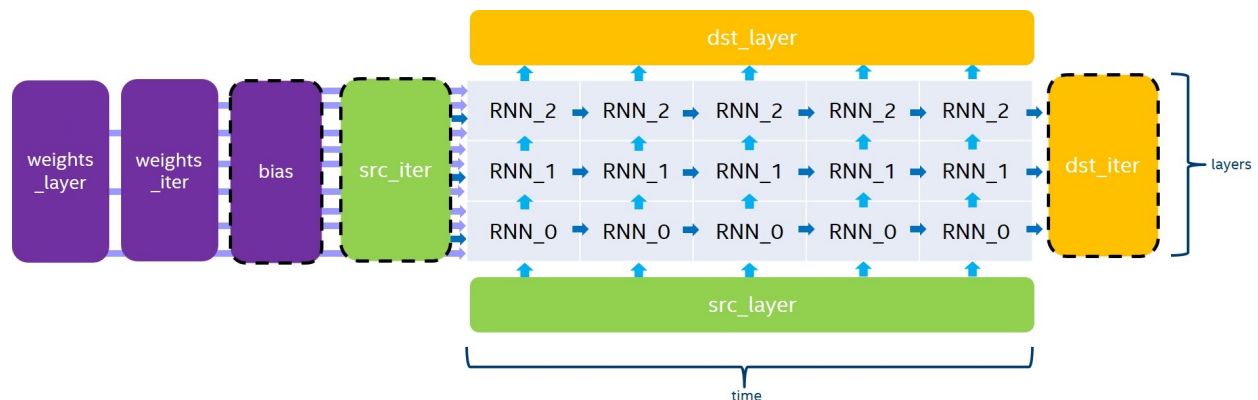 dst_layer
weights
_layer
weights
_iter
bias
src_iter
RNN_2 RNN_2 RNN_2 RNN_2 RNN_2
RNN_1 RNN_1 RNN_1 RNN_1 RNN_1
RNN_0 RNN_0 RNN_0 RNN_0 RNN_0
dst_iter
layers
src_layer
time